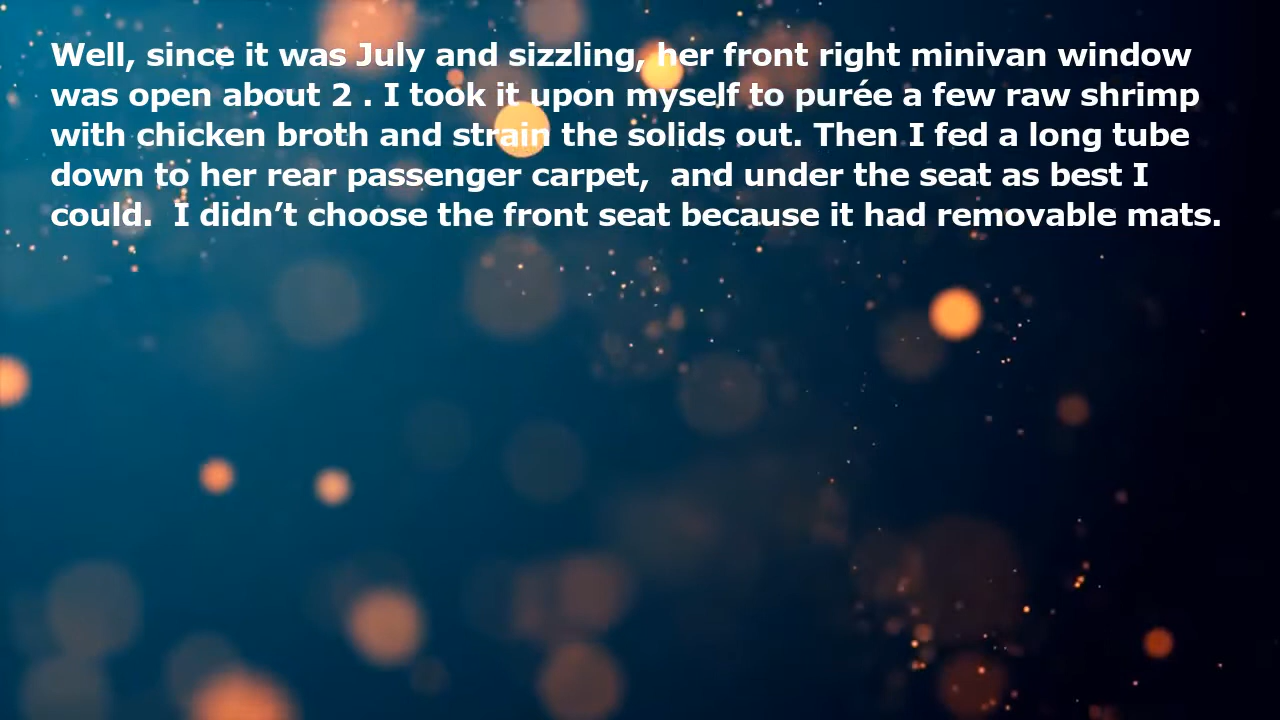 Well, since it was July and sizzling, her front right minivan window
was open about 2 . I took it upon myself to purée a few raw shrimp
with chicken broth and strain the solids out. Then I fed a long tube
down to her rear passenger carpet,  and under the seat as best I
could.  I didn’t choose the front seat because it had removable mats.